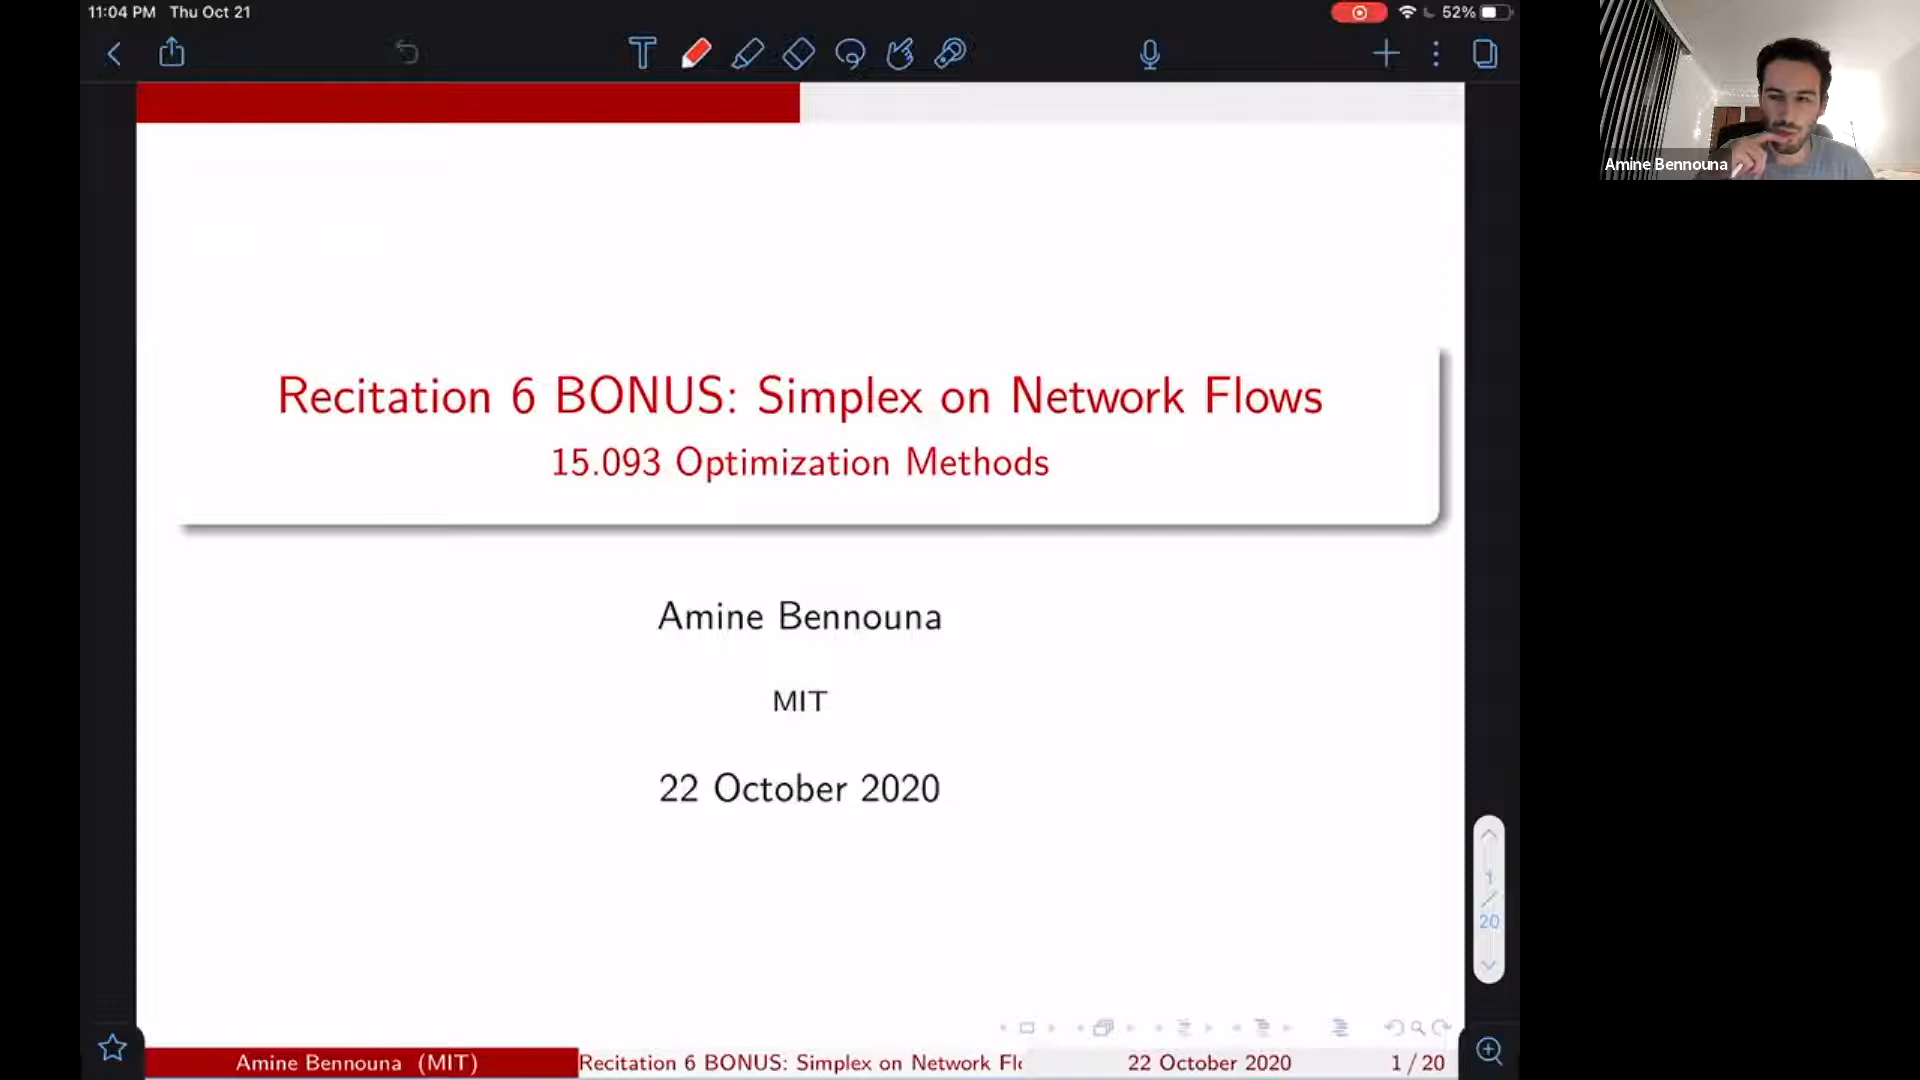 11:04 PM Thu Oct 21
52%
Amine Bennouna
Recitation 6 BONUS: Simplex on Network Flows
15.093 Optimization Methods
Amine Bennouna
MIT
22 October 2020
1
/
20
Amine Bennouna (MIT) Recitation 6 BONUS: Simplex on Network Flo 22 October 2020 1 / 20